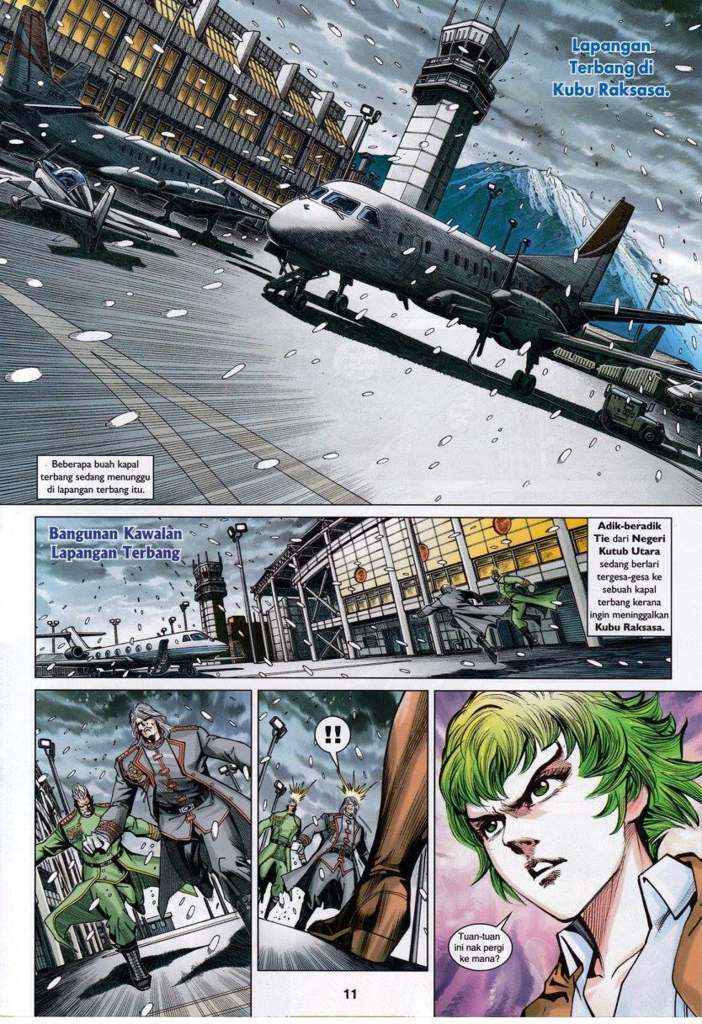 Lapangan
Terbang di
Kubu Raksasa.
Beberapa buah kapal
terbang sedang menunggu
di lapangan terbang itu.
Bangunan Kawalan
Lapangan Terbang
Adik-beradik
Tie dari Negeri
Kutub Utara
sedang berlari
tergesa-gesa ke
sebuah kapal
terbang kerana
ingin meninggalkan
Kubu Raksasa.
!!
Tuan-tuan
ini nak pergi
ke mana?
11